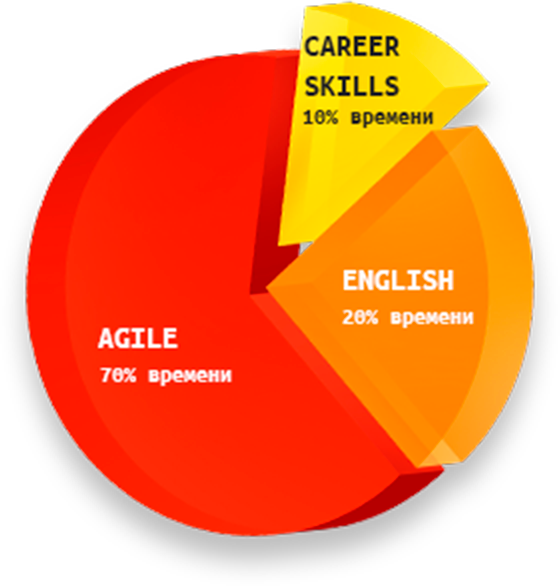 CAREER
SKILLS
10% времени
ENGLISH
20% времени
AGILE
70% времени